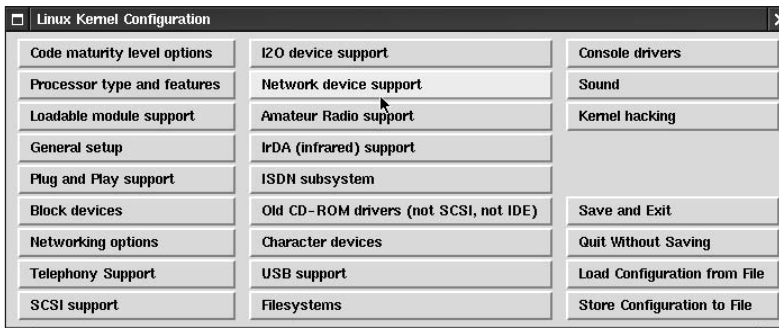 Linux Kernel Configuration
Code maturity level options
Processor type and features
Loadable module support
General setup
Plug and Play support
Block devices
Networking options
Telephony Support
SCSI support
I2O device support
Network device support
Amateur Radio support
IrDA (infrared) support
ISDN subsystem
Old CD-ROM drivers (not SCSI, not IDE)
Character devices
USB support
Filesystems
Console drivers
Sound
Kernel hacking
Save and Exit
Quit Without Saving
Load Configuration from File
Store Configuration to File